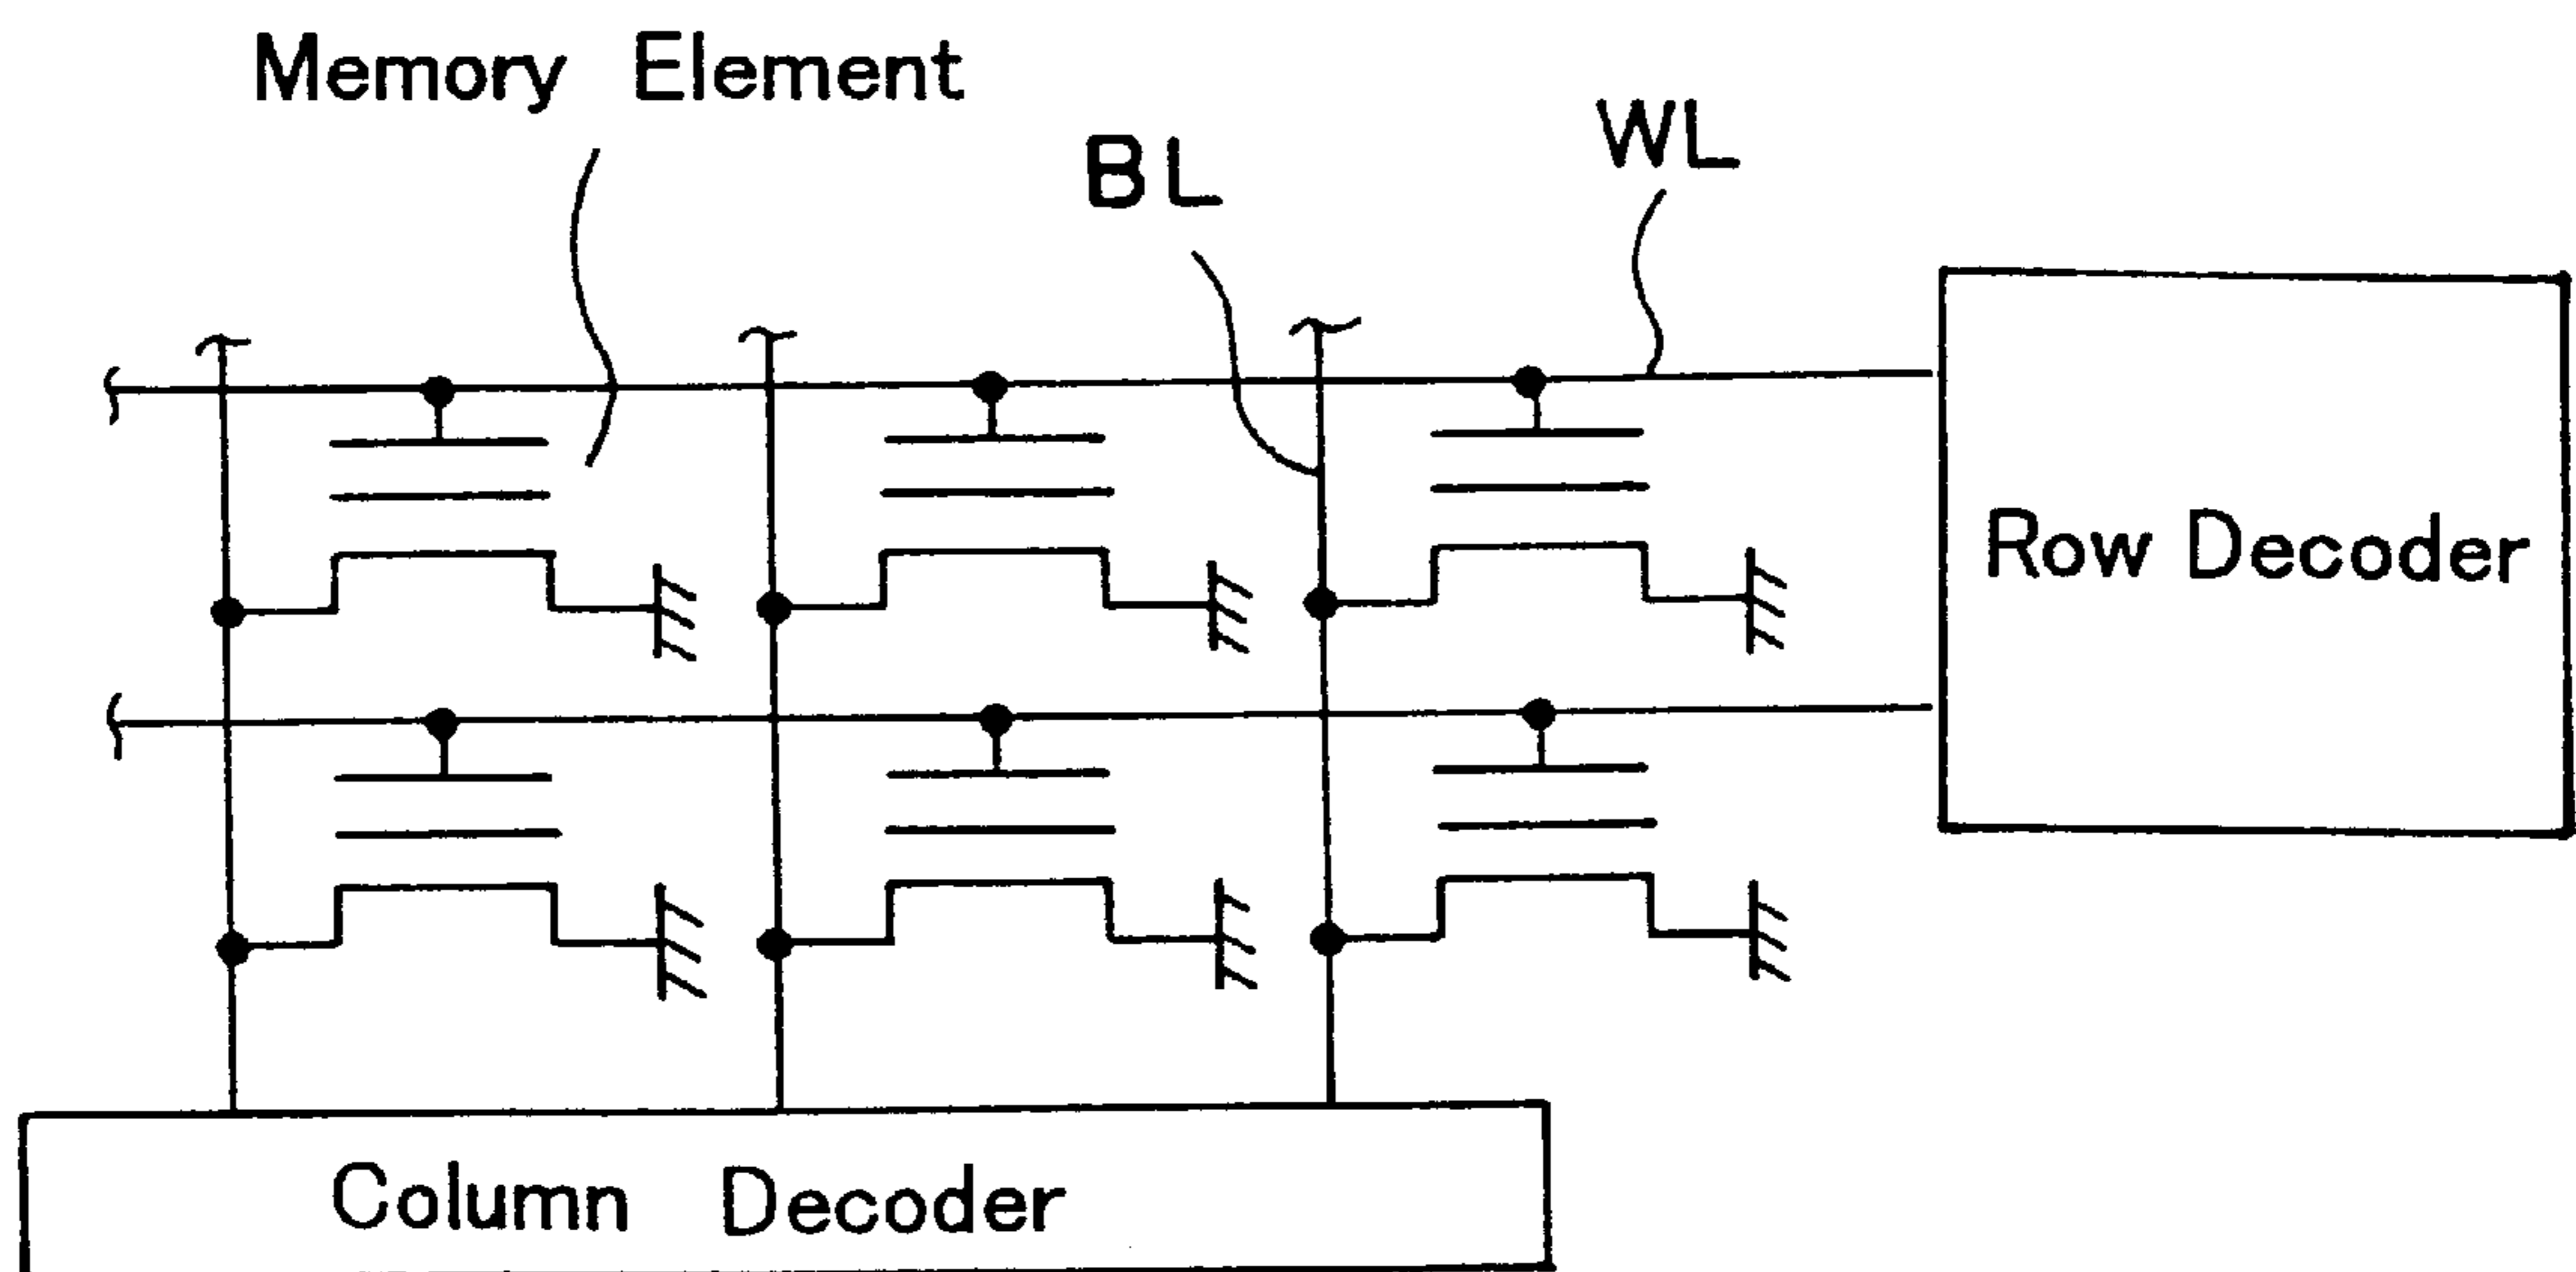 Memory Element
BL
WL
Row Decoder
Column Decoder